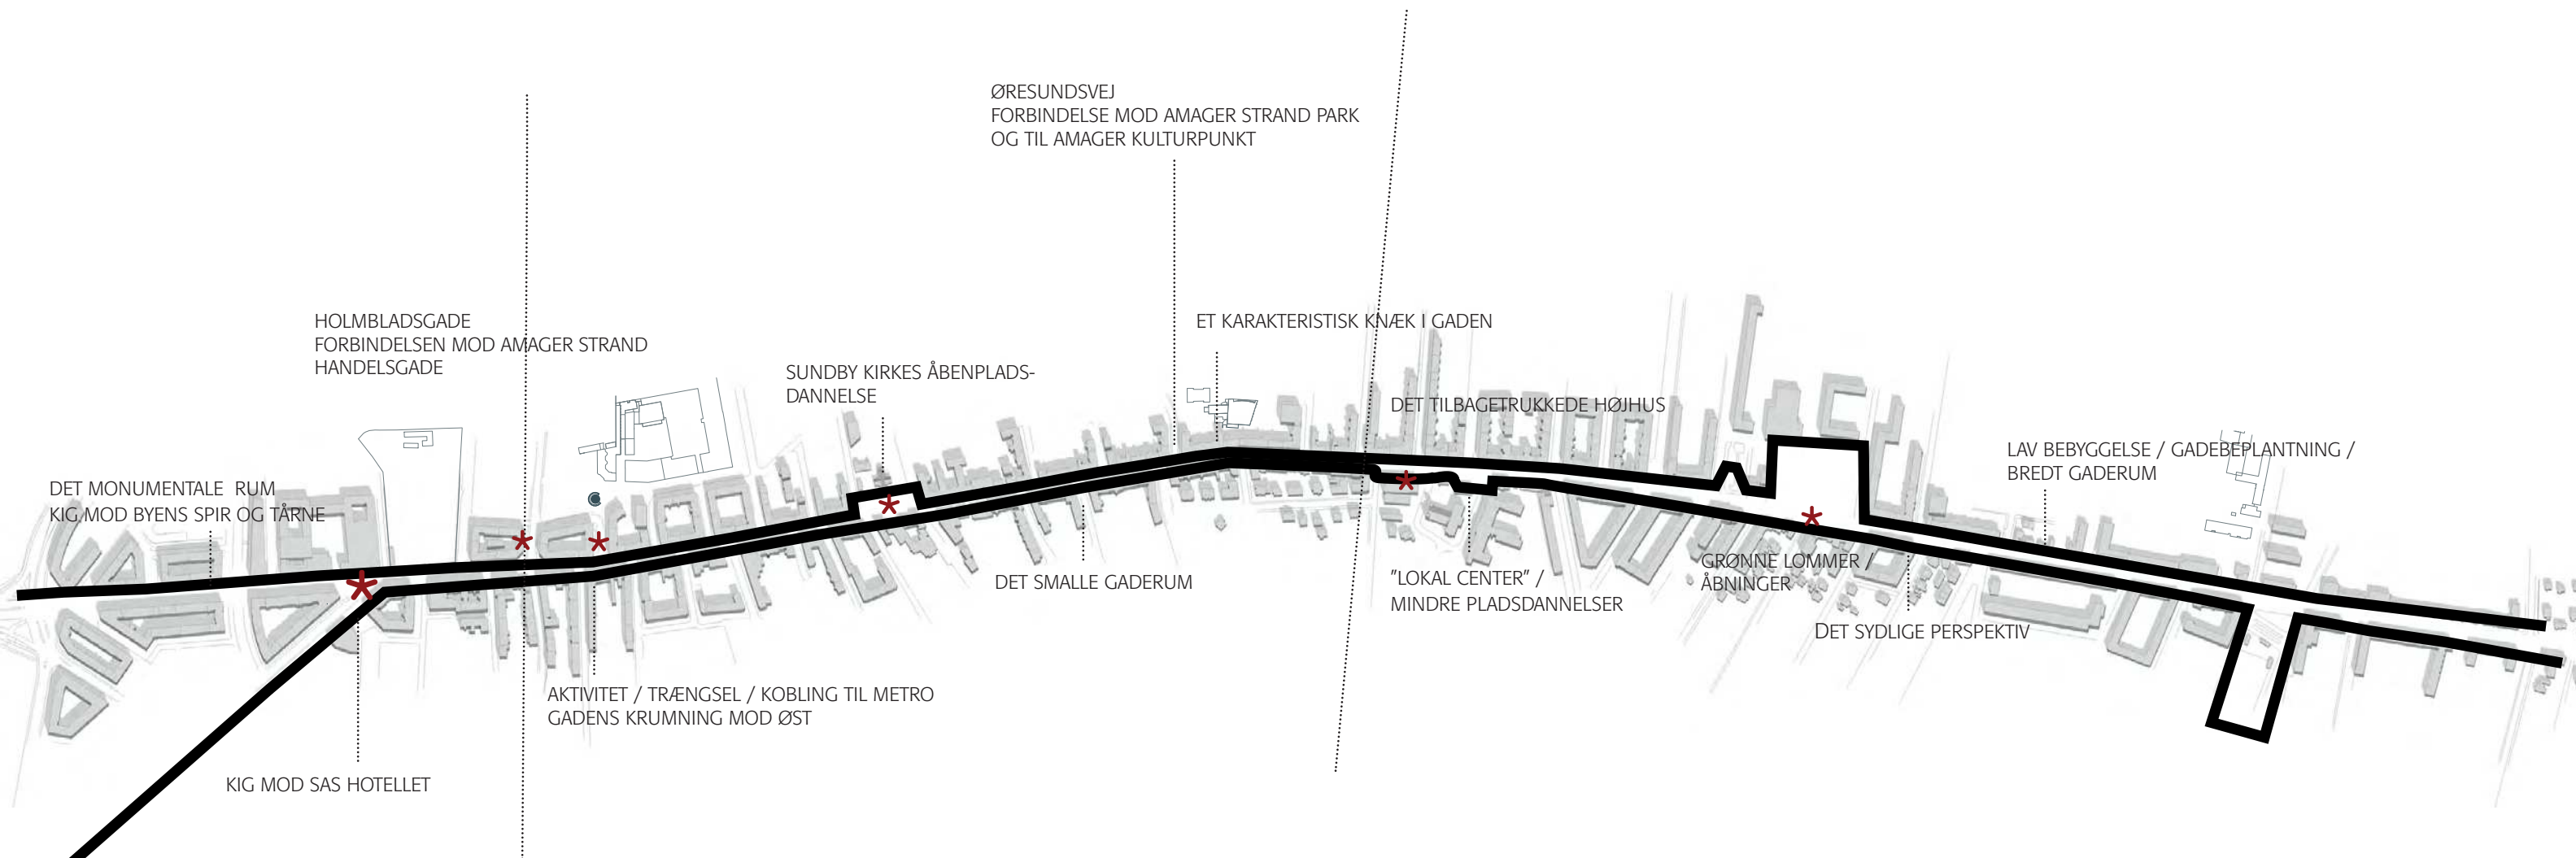 ØRESUNDSVEJ
FORBINDELSE MOD AMAGER STRAND PARK
OG TIL AMAGER KULTURPUNKT
HOLMBLADSGADE
FORBINDELSEN MOD AMAGER STRAND
HANDELSGADE
ET KARAKTERISTISK KNÆK I GADEN
SUNDBY KIRKES ÅBENPLADS-
DANNELSE
DET TILBAGETRUKKEDE HØJHUS
LAV BEBYGGELSE / GADEBEPLANTNING /
BREDT GADERUM
DET MONUMENTALE RUM
KIG MOD BYENS SPIR OG TÅRNE
DET SMALLE GADERUM
"LOKAL CENTER" /
MINDRE PLADSDANNELSER
GRØNNE LOMMER /
ÅBNINGER
DET SYDLIGE PERSPEKTIV
AKTIVITET / TRÆNGSEL / KOBLING TIL METRO
GADENS KRUMNING MOD ØST
KIG MOD SAS HOTELLET